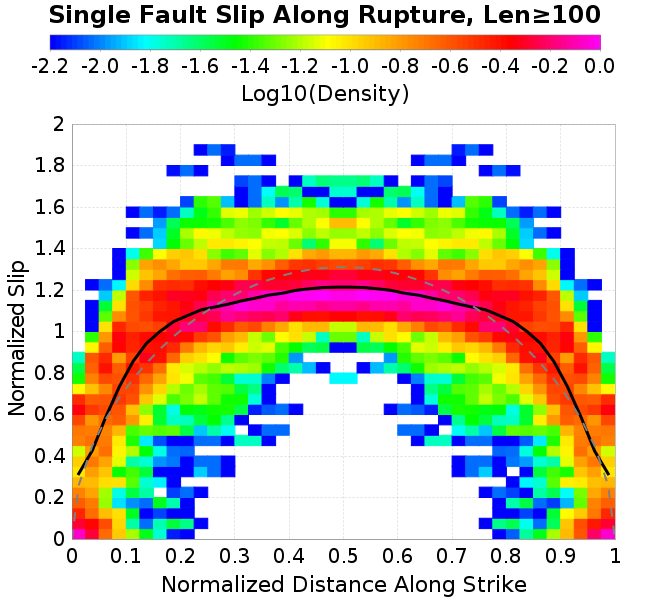 Single Fault Slip Along Rupture, Len≥100
-2.2 -2.0 -1.8 -1.6 -1.4 -1.2 -1.0 -0.8 -0.6 -0.4 -0.2 0.0
Log10(Density)
2
1.8
1.6
1.4
1.2
1
0.8
0.6
0.4
0.2
0
Normalized Slip
0 0.1 0.2 0.3 0.4 0.5 0.6 0.7 0.8 0.9 1
Normalized Distance Along Strike